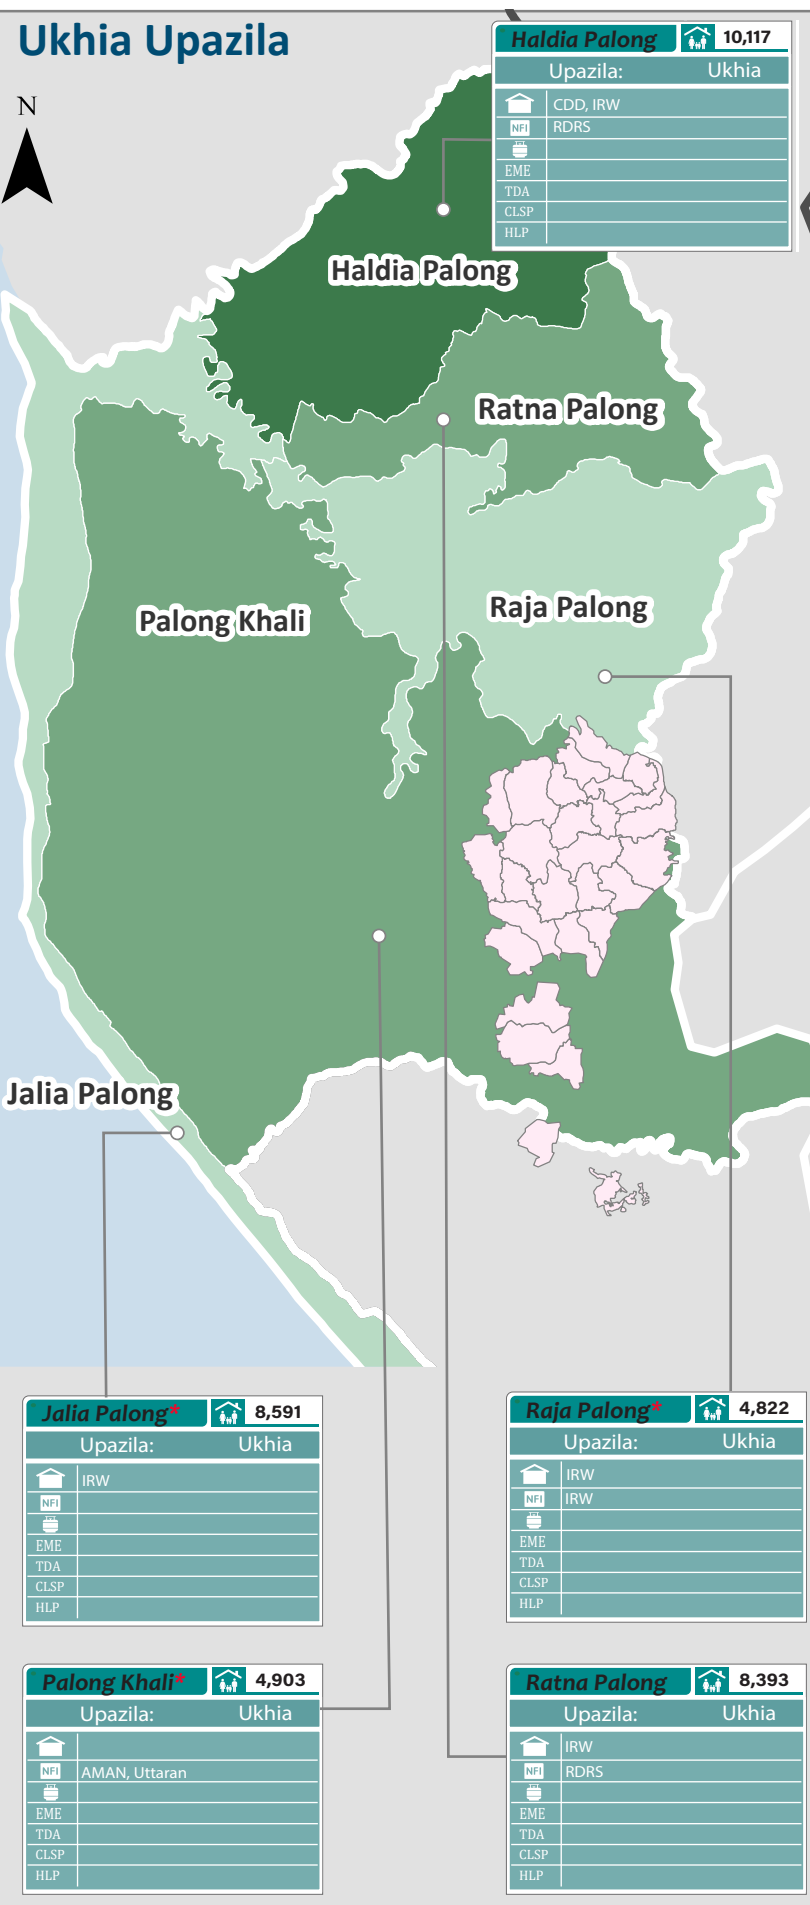 Ukhia Upazila
N
Haldia Palong 10,117
Upazila: Ukhia
CDD, IRW
NFI RDRS
EME
TDA
CLSP
HLP
Haldia Palong
Ratna Palong
Palong Khali
Raja Palong
Jalia Palong
Jalia Palong* 8,591
Upazila: Ukhia
IRW
NFI
EME
TDA
CLSP
HLP
Raja Palong* 4,822
Upazila: Ukhia
IRW
NFI IRW
EME
TDA
CLSP
HLP
Palong Khali* 4,903
Upazila: Ukhia
NFI AMAN, Uttaran
EME
TDA
CLSP
HLP
Ratna Palong 8,393
Upazila: Ukhia
IRW
NFI RDRS
EME
TDA
CLSP
HLP